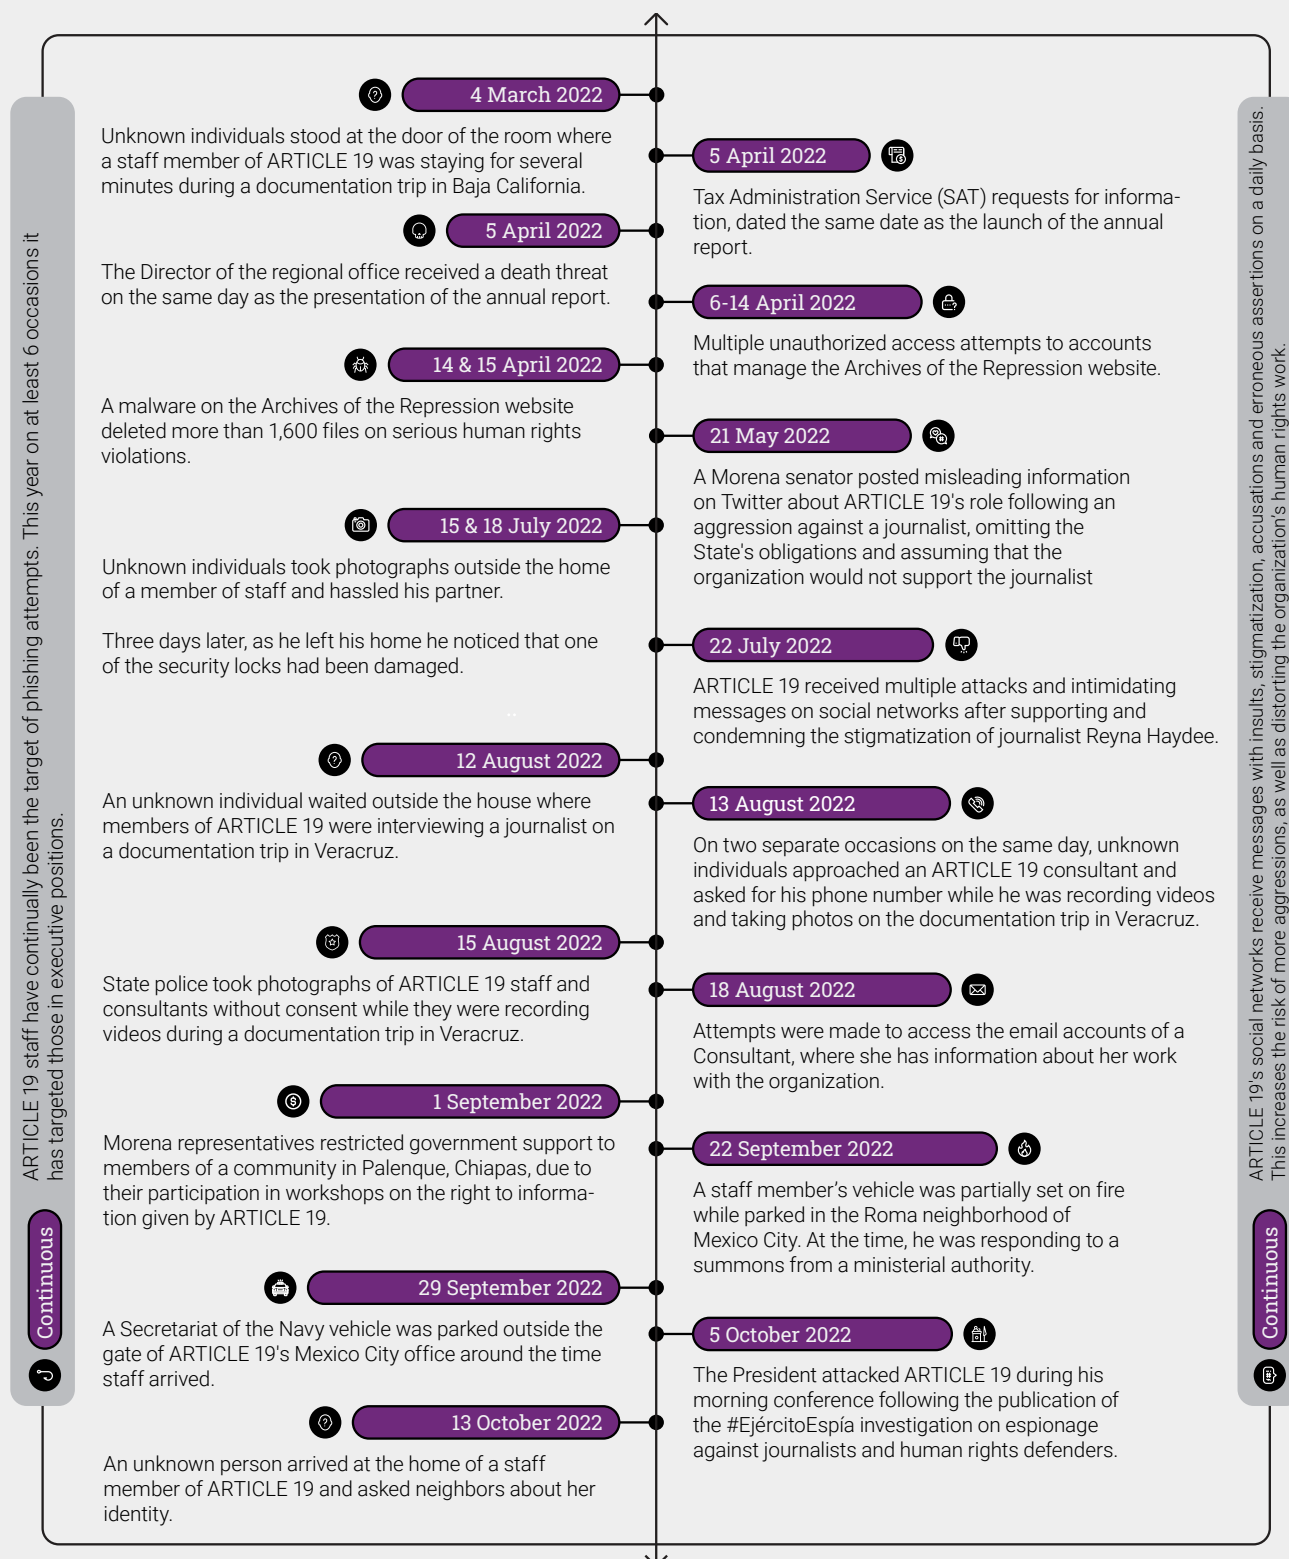 4 March 2022
Unknown individuals stood at the door of the room where
a staff member of ARTICLE 19 was staying for several
minutes during a documentation trip in Baja California.
5 April 2022
Tax Administration Service (SAT) requests for informa-
tion, dated the same date as the launch of the annual
report.
5 April 2022
The Director of the regional office received a death threat
on the same day as the presentation of the annual report.
6-14 April 2022
Multiple unauthorized access attempts to accounts
that manage the Archives of the Repression website.
14 & 15 April 2022
A malware on the Archives of the Repression website
deleted more than 1,600 files on serious human rights
violations.
21 May 2022
A Morena senator posted misleading information
on Twitter about ARTICLE 19's role following an
aggression against a journalist, omitting the
State's obligations and assuming that the
organization would not support the journalist
15 & 18 July 2022
Unknown individuals took photographs outside the home
of a member of staff and hassled his partner.
Three days later, as he left his home he noticed that one
of the security locks had been damaged.
22 July 2022
ARTICLE 19 received multiple attacks and intimidating
messages on social networks after supporting and
condemning the stigmatization of journalist Reyna Haydee.
12 August 2022
An unknown individual waited outside the house where
members of ARTICLE 19 were interviewing a journalist on
a documentation trip in Veracruz.
13 August 2022
On two separate occasions on the same day, unknown
individuals approached an ARTICLE 19 consultant and
asked for his phone number while he was recording videos
and taking photos on the documentation trip in Veracruz.
15 August 2022
State police took photographs of ARTICLE 19 staff and
consultants without consent while they were recording
videos during a documentation trip in Veracruz.
18 August 2022
Attempts were made to access the email accounts of a
Consultant, where she has information about her work
with the organization.
1 September 2022
Morena representatives restricted government support to
members of a community in Palenque, Chiapas, due to
their participation in workshops on the right to informa-
tion given by ARTICLE 19.
22 September 2022
A staff member’s vehicle was partially set on fire
while parked in the Roma neighborhood of
Mexico City. At the time, he was responding to a
summons from a ministerial authority.
29 September 2022
A Secretariat of the Navy vehicle was parked outside the
gate of ARTICLE 19's Mexico City office around the time
staff arrived.
5 October 2022
The President attacked ARTICLE 19 during his
morning conference following the publication of
the #EjércitoEspía investigation on espionage
against journalists and human rights defenders.
13 October 2022
An unknown person arrived at the home of a staff
member of ARTICLE 19 and asked neighbors about her
identity.
Continuous
ARTICLE 19 staff have continually been the target of phishing attempts. This year on at least 6 occasions it
has targeted those in executive positions.
Continuous
ARTICLE 19's social networks receive messages with insults, stigmatization, accusations and erroneous assertions on a daily basis.
This increases the risk of more aggressions, as well as distorting the organization's human rights work.